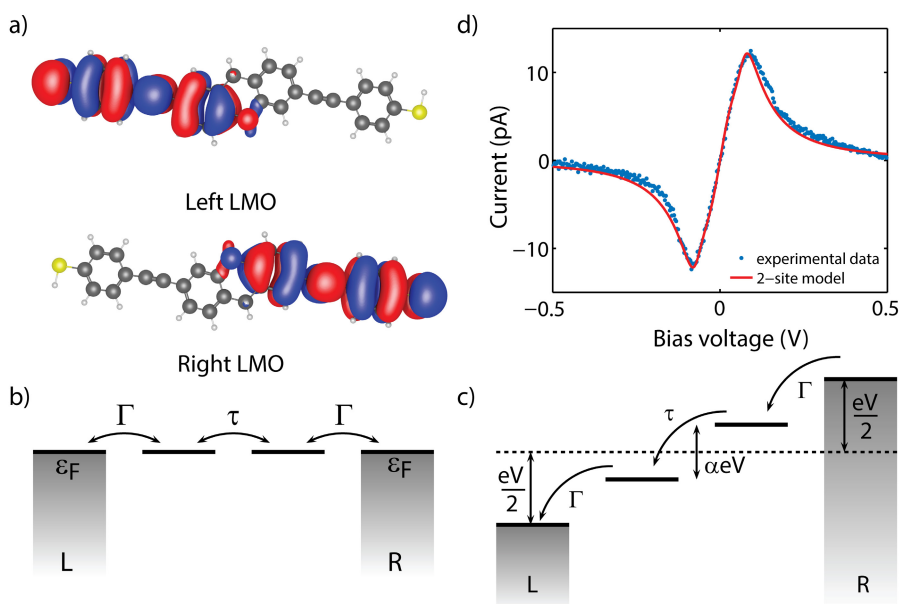 a)
Left LMO
Right LMO
d)
Current (pA)
10
0
−10
experimental data
2−site model
−0.5
0
0.5
Bias voltage (V)
b)
Γ
τ
Γ
εF
εF
L
R
c)
Γ
τ
eV/2
αeV
eV/2
Γ
L
R